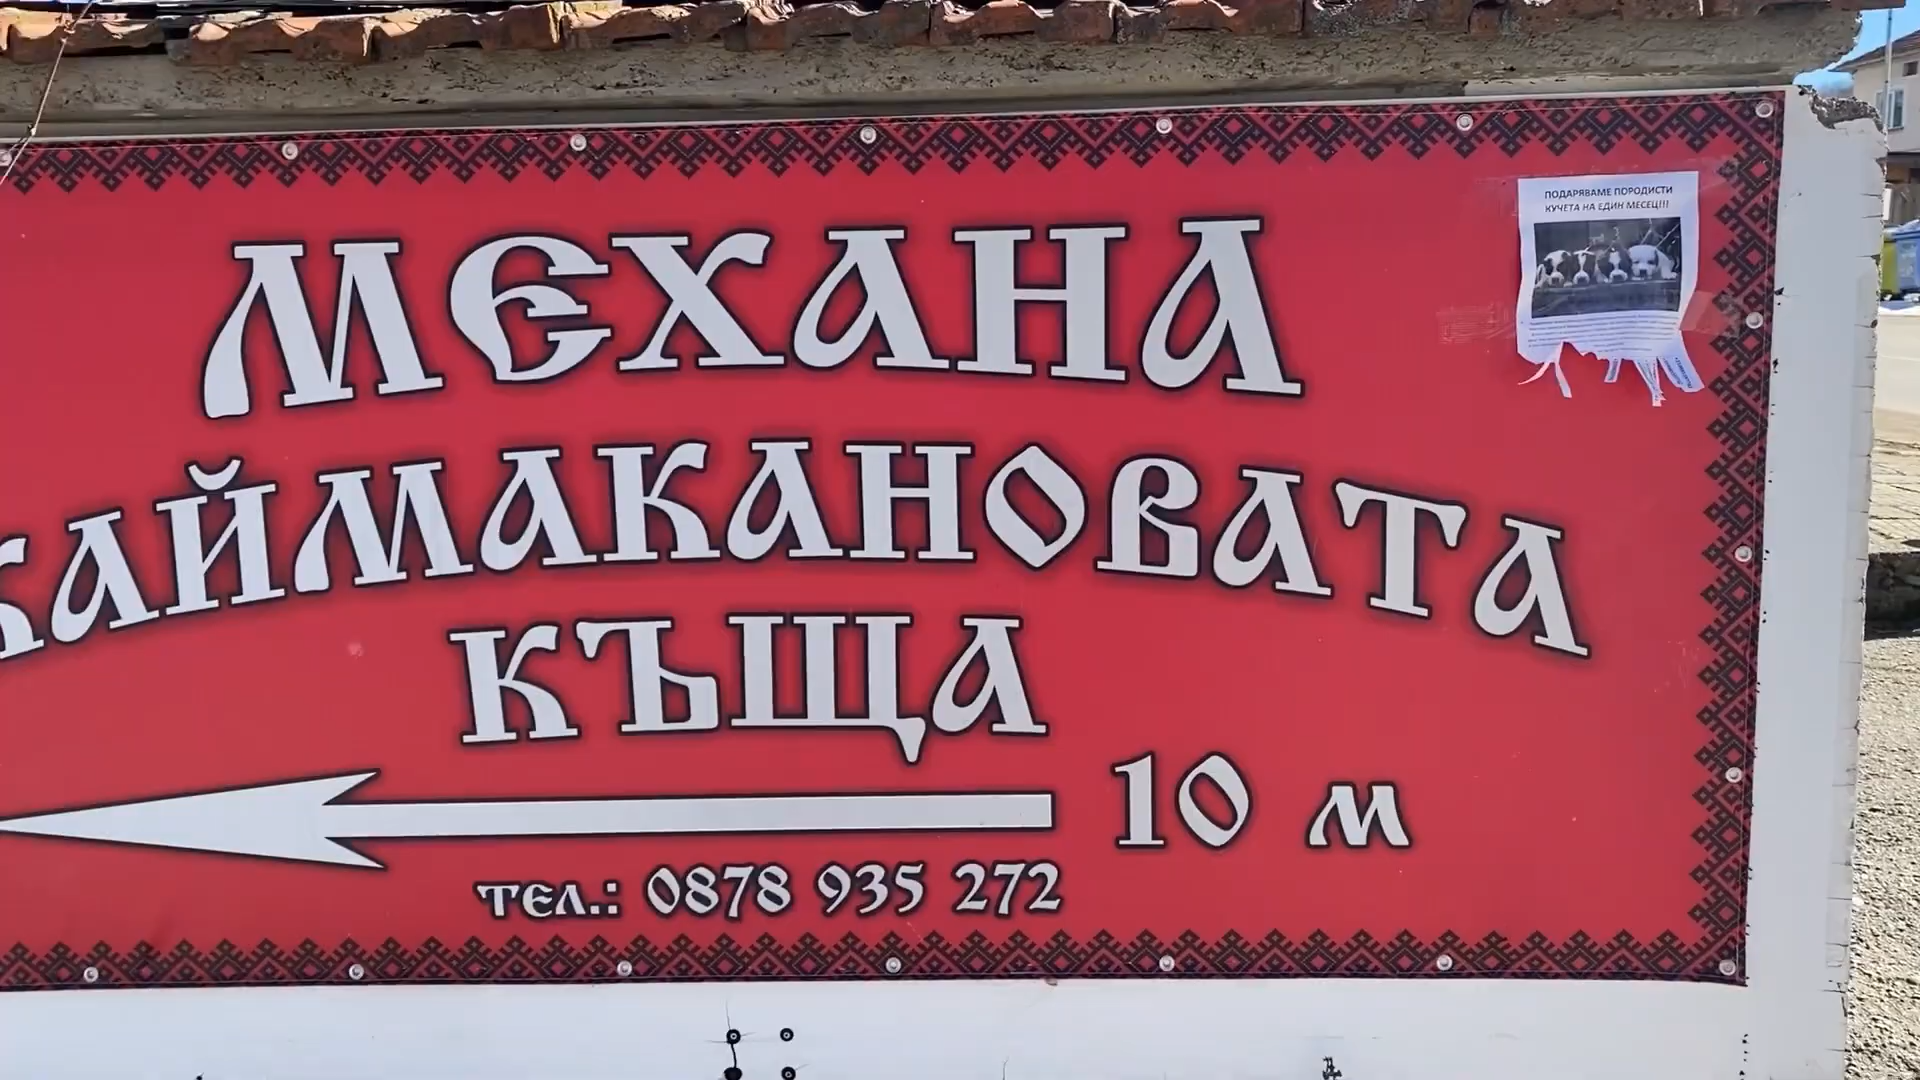 МЕХАНА
КАЙМАКАНОВАТА
КЪЩА
10 м
тел.: 0878 935 272
ПОДАРЯВАМЕ ПОРОДИСТИ
КУЧЕТА НА ЕДИН МЕСЕЦ!!!